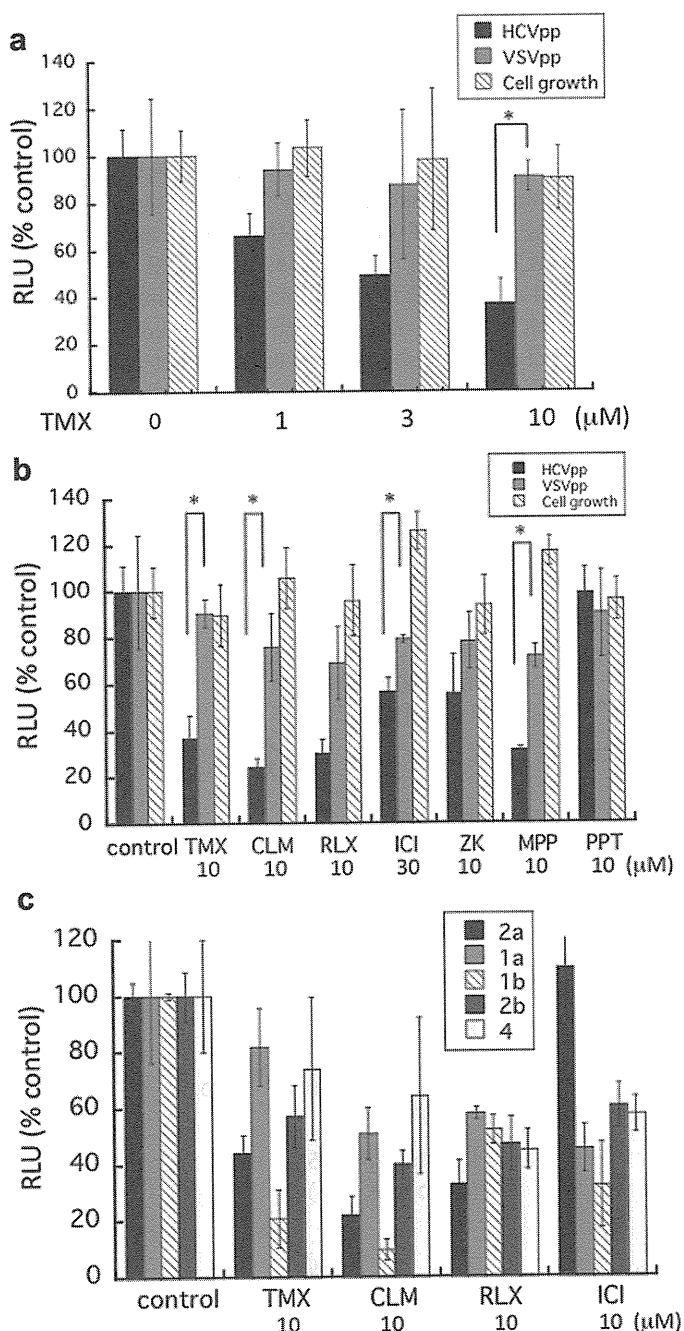 a
HCVpp
VSVpp
Cell growth
*
RLU (% control)
140
120
100
80
60
40
20
0
TMX 0 1 3 10 (μM)
b
HCVpp
VSVpp
Cell growth
* * * *
RLU (% control)
140
120
100
80
60
40
20
0
control TMX CLM RLX ICI ZK MPP PPT
10 10 10 30 10 10 10 (μM)
c
2a
1a
1b
2b
4
RLU (% control)
120
100
80
60
40
20
0
control TMX CLM RLX ICI
10 10 10 10 (μM)